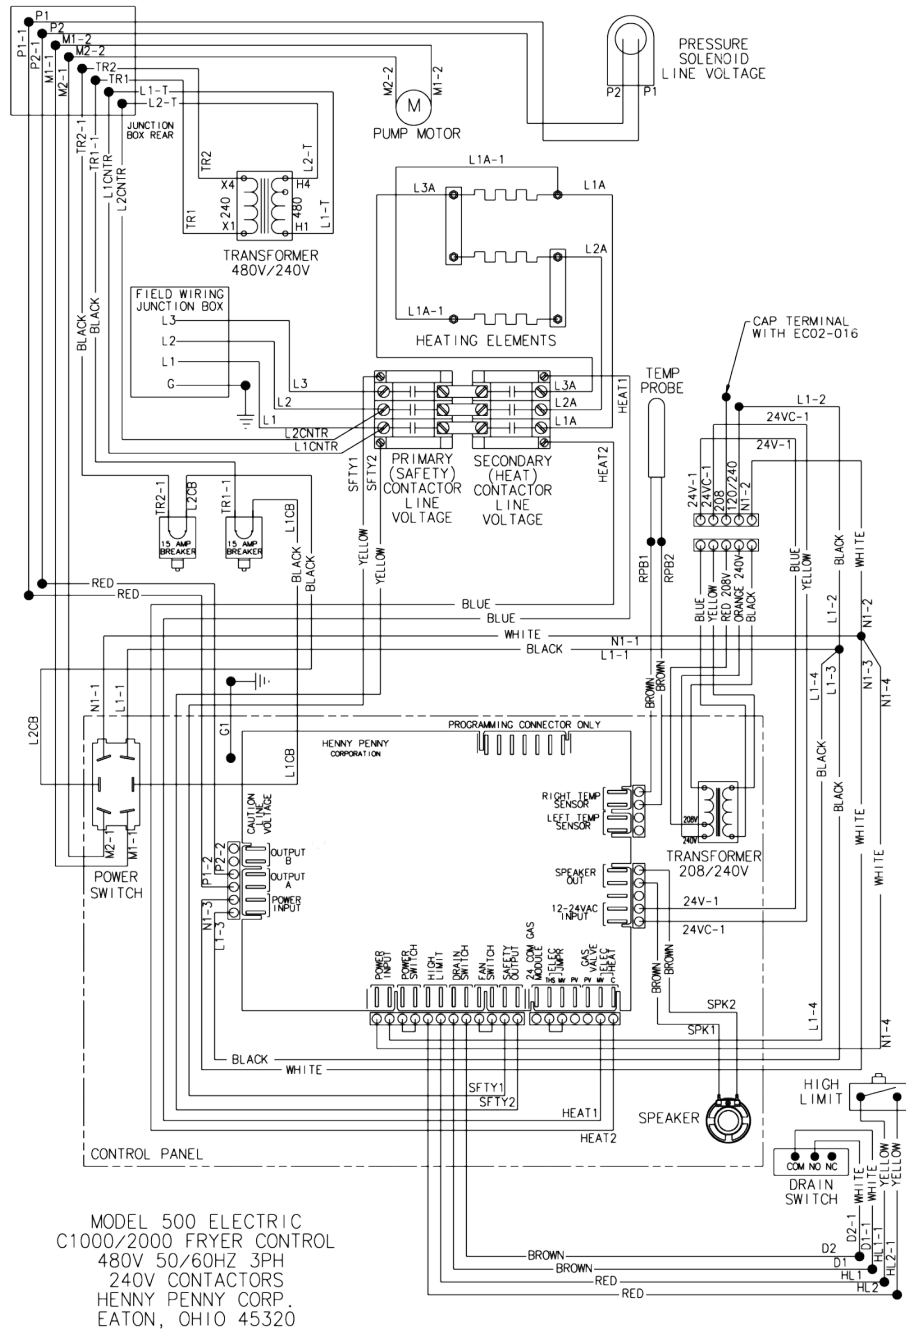 P1
P2
M1-2
M2-2
P1-1
P2-1
M1-1
M2-1
TR2
TR1
L1-T
L2-T
JUNCTION
BOX REAR
TR2-1
TR1-1
L1CNTR
L2CNTR
TR2
TR1
X4
X1
240
480
H4
H1
L2-T
L1-T
TRANSFORMER
480V/240V
M2-2
M1-2
M
PUMP MOTOR
P2
P1
PRESSURE
SOLENOID
LINE VOLTAGE
L1A-1
L3A
L1A
L2A
L1A-1
HEATING ELEMENTS
FIELD WIRING
JUNCTION BOX
L3
L2
L1
G
BLACK
BLACK
L3
L2
L1
L2CNTR
L1CNTR
L3A
L2A
L1A
HEAT1
HEAT2
SFTY1
SFTY2
PRIMARY
(SAFETY)
CONTACTOR
LINE
VOLTAGE
SECONDARY
(HEAT)
CONTACTOR
LINE
VOLTAGE
TEMP
PROBE
CAP TERMINAL
WITH EC02-016
L1-2
24VC-1
24V-1
24V-1
24VC-1
208
120/240
N1-2
TR2-1
L2CB
TR1-1
L1CB
15 AMP
BREAKER
15 AMP
BREAKER
BLACK
BLACK
YELLOW
YELLOW
RPB1
RPB2
BLUE
YELLOW
RED 208V
ORANGE 240V
BLACK
BLUE
YELLOW
BLACK
WHITE
RED
RED
BLUE
BLUE
WHITE
BLACK
N1-1
L1-1
L1-2
N1-2
N1-1
L1-1
L2CB
G1
L1CB
BROWN
BROWN
L1-4
L1-3
N1-3
N1-4
PROGRAMMING CONNECTOR ONLY
HENNY PENNY
CORPORATION
BLACK
BLACK
RIGHT TEMP
SENSOR
LEFT TEMP
SENSOR
208V
240V
TRANSFORMER
208/240V
CAUTION
LINE
VOLTAGE
M2-1
M1-1
POWER
SWITCH
P1-2
P2-2
N1-3
L1-3
OUTPUT
B
OUTPUT
A
POWER
INPUT
SPEAKER
OUT
12-24VAC
INPUT
24V-1
24VC-1
WHITE
WHITE
POWER
INPUT
POWER
SWITCH
HIGH
LIMIT
DRAIN
SWITCH
FAN
SWITCH
SAFETY
OUTPUT
24 COM GAS
MODULE
ELEC
JMPR
GAS
VALVE
ELEC
HEAT
THS
MV
PV
PV
MV
C
BROWN
BROWN
SPK2
SPK1
L1-4
N1-4
BLACK
WHITE
SFTY1
SFTY2
HEAT1
HEAT2
SPEAKER
HIGH
LIMIT
CONTROL PANEL
COM NO NC
DRAIN
SWITCH
WHITE
WHITE
YELLOW
YELLOW
D2-1
D1-1
HL1-1
HL2-1
BROWN
BROWN
RED
RED
D2
D1
HL1
HL2
MODEL 500 ELECTRIC
C1000/2000 FRYER CONTROL
480V 50/60HZ 3PH
240V CONTACTORS
HENNY PENNY CORP.
EATON, OHIO 45320